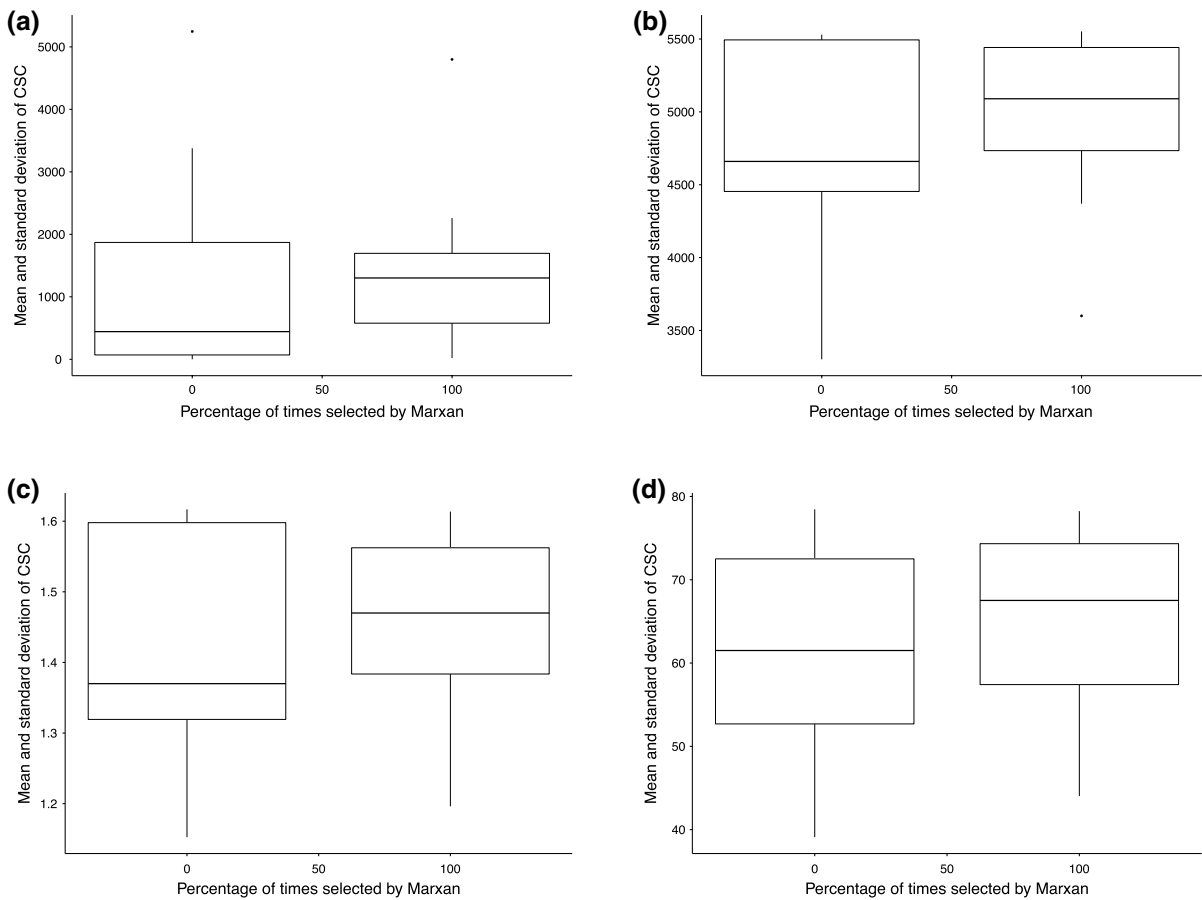 (a)
Mean and standard deviation of CSC
5000
4000
3000
2000
1000
0
0 50 100
Percentage of times selected by Marxan
(b)
Mean and standard deviation of CSC
5500
5000
4500
4000
3500
0 50 100
Percentage of times selected by Marxan
(c)
Mean and standard deviation of CSC
1.6
1.5
1.4
1.3
1.2
0 50 100
Percentage of times selected by Marxan
(d)
Mean and standard deviation of CSC
80
70
60
50
40
0 50 100
Percentage of times selected by Marxan